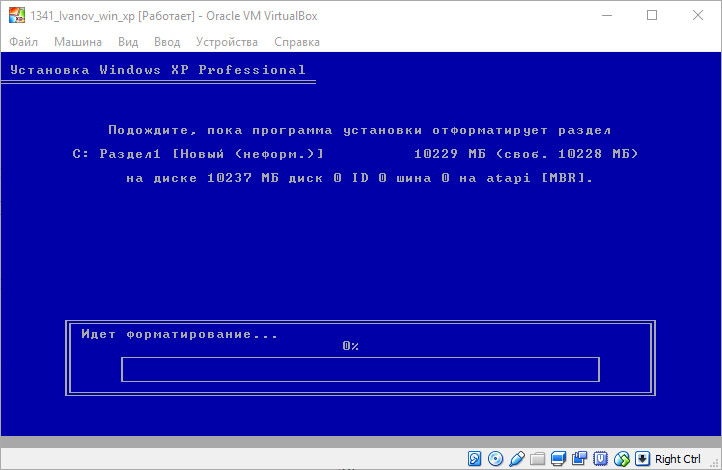 1341_Ivanov_win_xp [Работает] - Oracle VM VirtualBox
Файл Машина Вид Ввод Устройства Справка
Установка Windows XP Professional
Подождите, пока программа установки отформатирует раздел
C: Раздел1 [Новый (неформ.)] 10229 МБ (своб. 10228 МБ)
на диске 10237 МБ диск 0 ID 0 шина 0 на atapi [MBR].
Идет форматирование...
0%
Right Ctrl